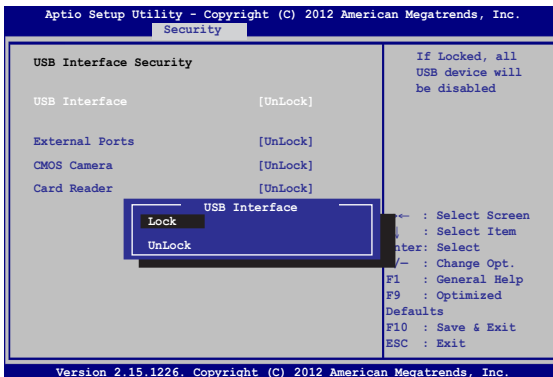 Aptio Setup Utility - Copyright (C) 2012 American Megatrends, Inc.
Security
USB Interface Security
USB Interface [UnLock]
External Ports [UnLock]
CMOS Camera [UnLock]
Card Reader [UnLock]
USB Interface
Lock
UnLock
If Locked, all
USB device will
be disabled
→← : Select Screen
: Select Item
nter: Select
/— : Change Opt.
F1 : General Help
F9 : Optimized
Defaults
F10 : Save & Exit
ESC : Exit
Version 2.15.1226. Copyright (C) 2012 American Megatrends, Inc.